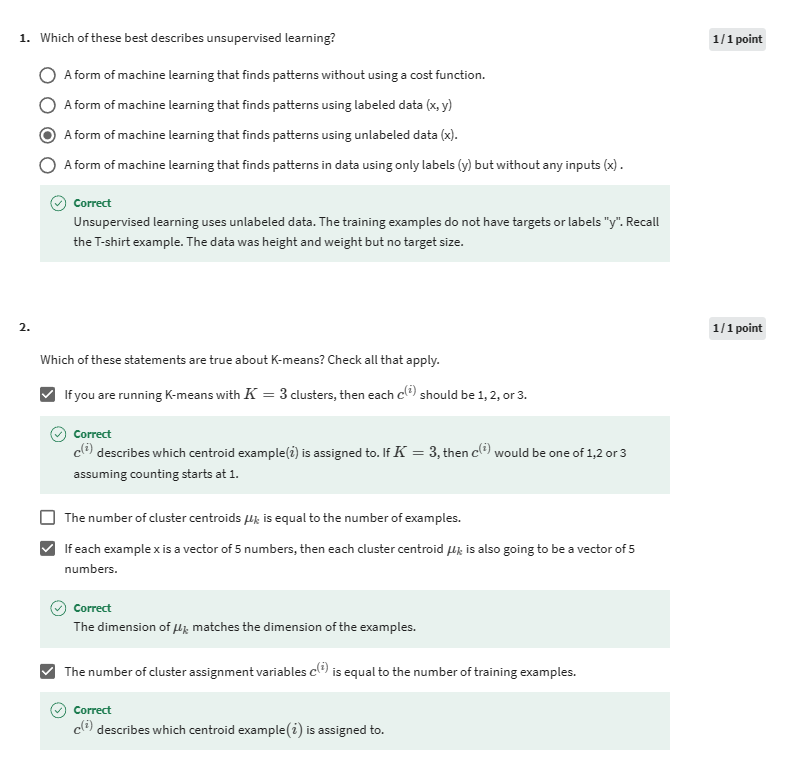 1. Which of these best describes unsupervised learning? 1 / 1 point
A form of machine learning that finds patterns without using a cost function.
A form of machine learning that finds patterns using labeled data (x, y)
A form of machine learning that finds patterns using unlabeled data (x).
A form of machine learning that finds patterns in data using only labels (y) but without any inputs (x) .
Correct
Unsupervised learning uses unlabeled data. The training examples do not have targets or labels "y". Recall
the T-shirt example. The data was height and weight but no target size.
2. 1 / 1 point
Which of these statements are true about K-means? Check all that apply.
If you are running K-means with K = 3 clusters, then each c^(i) should be 1, 2, or 3.
Correct
c^(i) describes which centroid example(i) is assigned to. If K = 3, then c^(i) would be one of 1,2 or 3
assuming counting starts at 1.
The number of cluster centroids μ_k is equal to the number of examples.
If each example x is a vector of 5 numbers, then each cluster centroid μ_k is also going to be a vector of 5
numbers.
Correct
The dimension of μ_k matches the dimension of the examples.
The number of cluster assignment variables c^(i) is equal to the number of training examples.
Correct
c^(i) describes which centroid example(i) is assigned to.